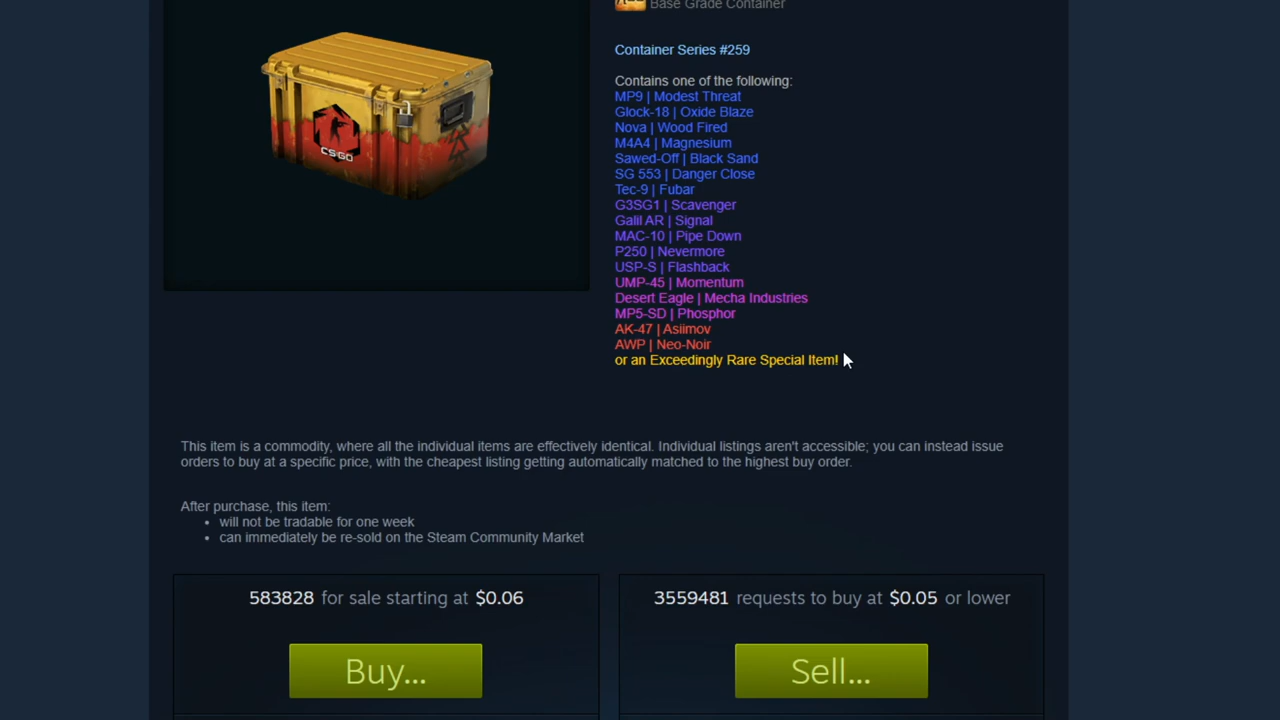 Base Grade Container
Container Series #259
Contains one of the following:
MP9 | Modest Threat
Glock-18 | Oxide Blaze
Nova | Wood Fired
M4A4 | Magnesium
Sawed-Off | Black Sand
SG 553 | Danger Close
Tec-9 | Fubar
G3SG1 | Scavenger
Galil AR | Signal
MAC-10 | Pipe Down
P250 | Nevermore
USP-S | Flashback
UMP-45 | Momentum
Desert Eagle | Mecha Industries
MP5-SD | Phosphor
AK-47 | Asiimov
AWP | Neo-Noir
or an Exceedingly Rare Special Item!
CS:GO
This item is a commodity, where all the individual items are effectively identical. Individual listings aren't accessible; you can instead issue
orders to buy at a specific price, with the cheapest listing getting automatically matched to the highest buy order.
After purchase, this item:
• will not be tradable for one week
• can immediately be re-sold on the Steam Community Market
583828 for sale starting at $0.06
Buy...
3559481 requests to buy at $0.05 or lower
Sell...